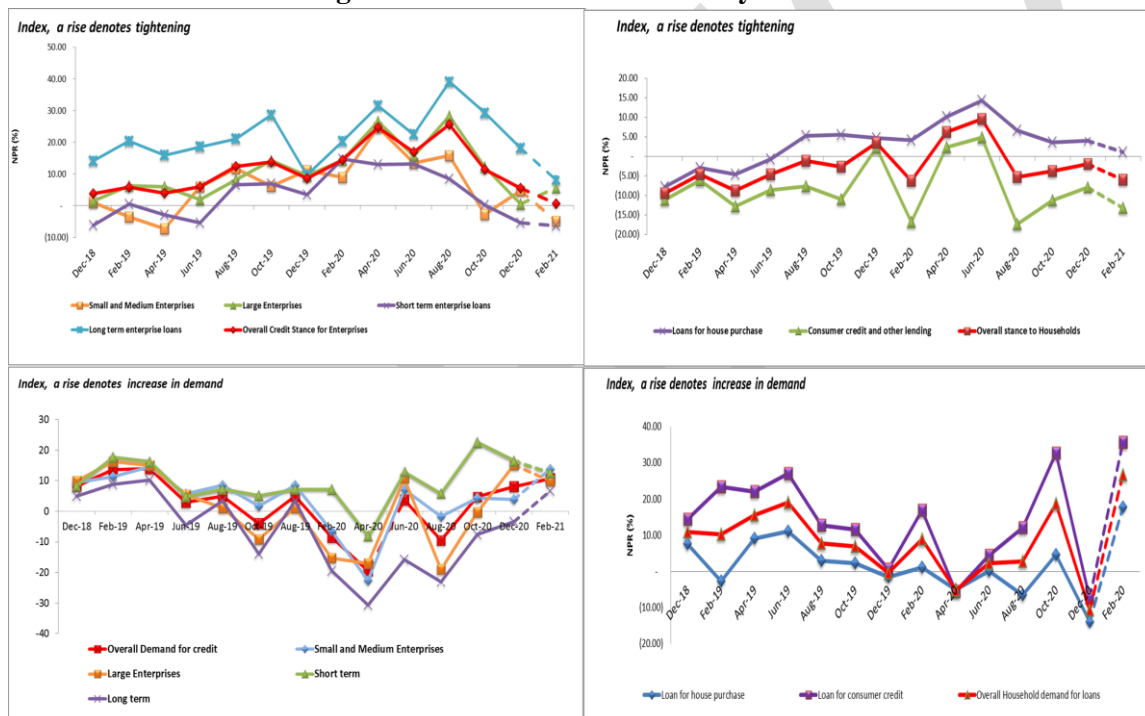 Index, a rise denotes tightening
50.00
40.00
30.00
20.00
10.00
-
(10.00)
NPR (%)
Dec-18 Feb-19 Apr-19 Jun-19 Aug-19 Oct-19 Dec-19 Feb-20 Apr-20 Jun-20 Aug-20 Oct-20 Dec-20 Feb-21
Small and Medium Enterprises Large Enterprises Short term enterprise loans
Long term enterprise loans Overall Credit Stance for Enterprises
Index, a rise denotes tightening
20.00
15.00
10.00
5.00
-
(5.00)
(10.00)
(15.00)
(20.00)
NPR (%)
Dec-18 Feb-19 Apr-19 Jun-19 Aug-19 Oct-19 Dec-19 Feb-20 Apr-20 Jun-20 Aug-20 Oct-20 Dec-20 Feb-21
Loans for house purchase Consumer credit and other lending Overall stance to Households
Index, a rise denotes increase in demand
30
20
10
0
-10
-20
-30
-40
Dec-18 Feb-19 Apr-19 Jun-19 Aug-19 Oct-19 Aug-19 Feb-20 Apr-20 Jun-20 Aug-20 Oct-20 Dec-20 Feb-21
Overall Demand for credit Small and Medium Enterprises
Large Enterprises Short term
Long term
Index, a rise denotes increase in demand
40.00
30.00
20.00
10.00
-
(10.00)
(20.00)
NPR (%)
Dec-18 Feb-19 Apr-19 Jun-19 Aug-19 Oct-19 Dec-19 Feb-20 Apr-20 Jun-20 Aug-20 Oct-20 Feb-20
Loan for house purchase Loan for consumer credit Overall Household demand for loans